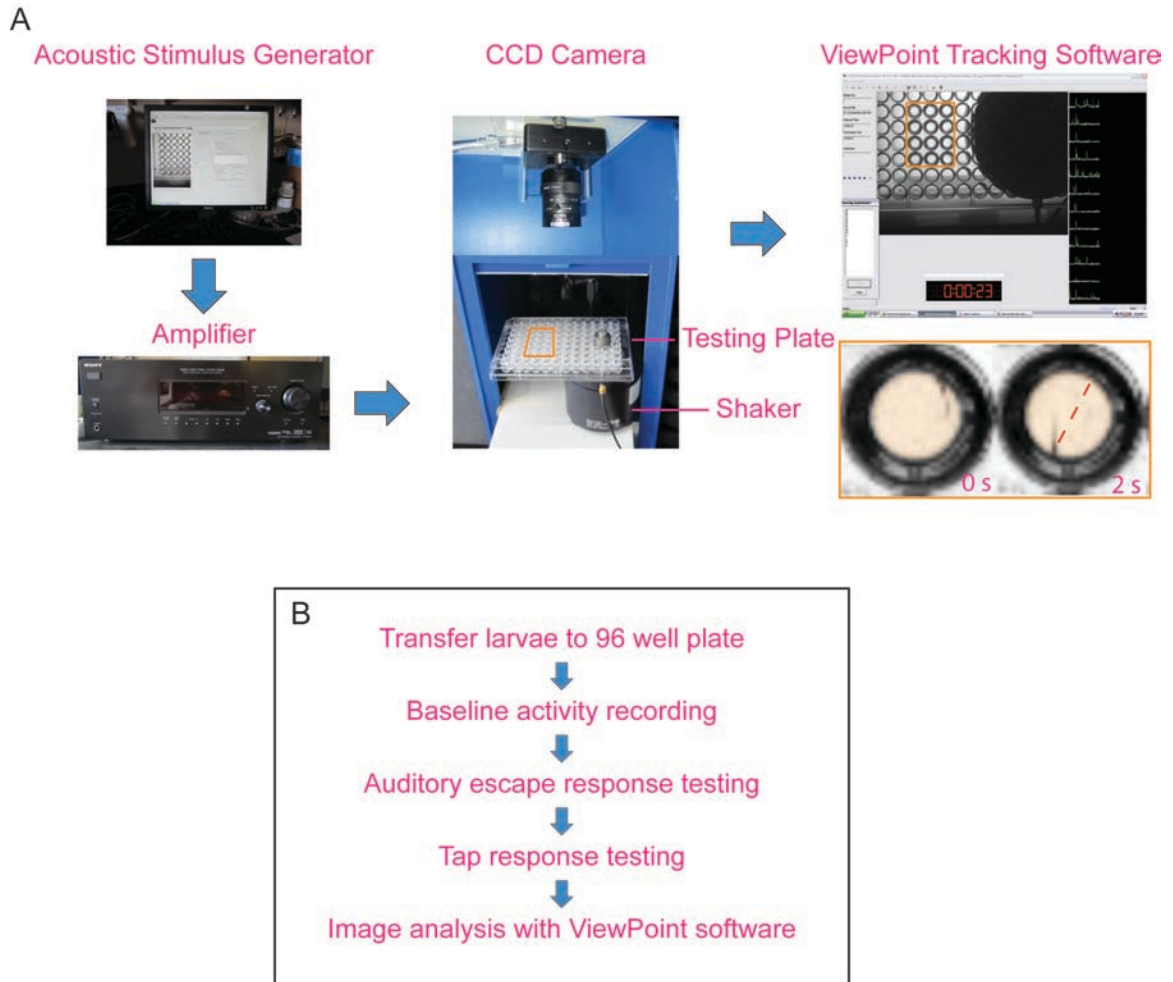 A
Acoustic Stimulus Generator
CCD Camera
ViewPoint Tracking Software
Amplifier
SONY
0:00:23
Testing Plate
Shaker
0 s
2 s
B
Transfer larvae to 96 well plate
Baseline activity recording
Auditory escape response testing
Tap response testing
Image analysis with ViewPoint software